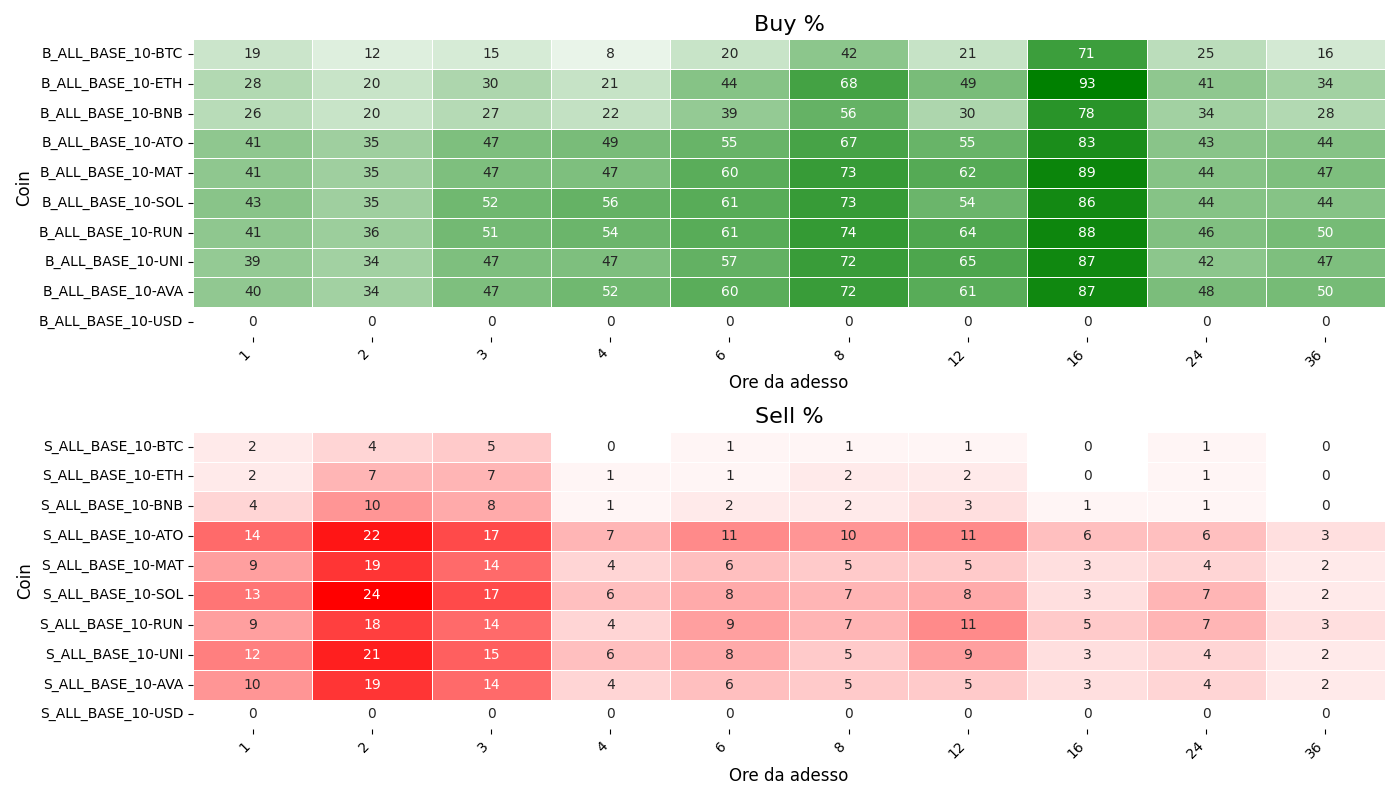 Buy %
Coin
B_ALL_BASE_10-BTC 19 12 15 8 20 42 21 71 25 16
B_ALL_BASE_10-ETH 28 20 30 21 44 68 49 93 41 34
B_ALL_BASE_10-BNB 26 20 27 22 39 56 30 78 34 28
B_ALL_BASE_10-ATO 41 35 47 49 55 67 55 83 43 44
B_ALL_BASE_10-MAT 41 35 47 47 60 73 62 89 44 47
B_ALL_BASE_10-SOL 43 35 52 56 61 73 54 86 44 44
B_ALL_BASE_10-RUN 41 36 51 54 61 74 64 88 46 50
B_ALL_BASE_10-UNI 39 34 47 47 57 72 65 87 42 47
B_ALL_BASE_10-AVA 40 34 47 52 60 72 61 87 48 50
B_ALL_BASE_10-USD 0 0 0 0 0 0 0 0 0 0
1 2 3 4 6 8 12 16 24 36
Ore da adesso
Sell %
Coin
S_ALL_BASE_10-BTC 2 4 5 0 1 1 1 0 1 0
S_ALL_BASE_10-ETH 2 7 7 1 1 2 2 0 1 0
S_ALL_BASE_10-BNB 4 10 8 1 2 2 3 1 1 0
S_ALL_BASE_10-ATO 14 22 17 7 11 10 11 6 6 3
S_ALL_BASE_10-MAT 9 19 14 4 6 5 5 3 4 2
S_ALL_BASE_10-SOL 13 24 17 6 8 7 8 3 7 2
S_ALL_BASE_10-RUN 9 18 14 4 9 7 11 5 7 3
S_ALL_BASE_10-UNI 12 21 15 6 8 5 9 3 4 2
S_ALL_BASE_10-AVA 10 19 14 4 6 5 5 3 4 2
S_ALL_BASE_10-USD 0 0 0 0 0 0 0 0 0 0
1 2 3 4 6 8 12 16 24 36
Ore da adesso